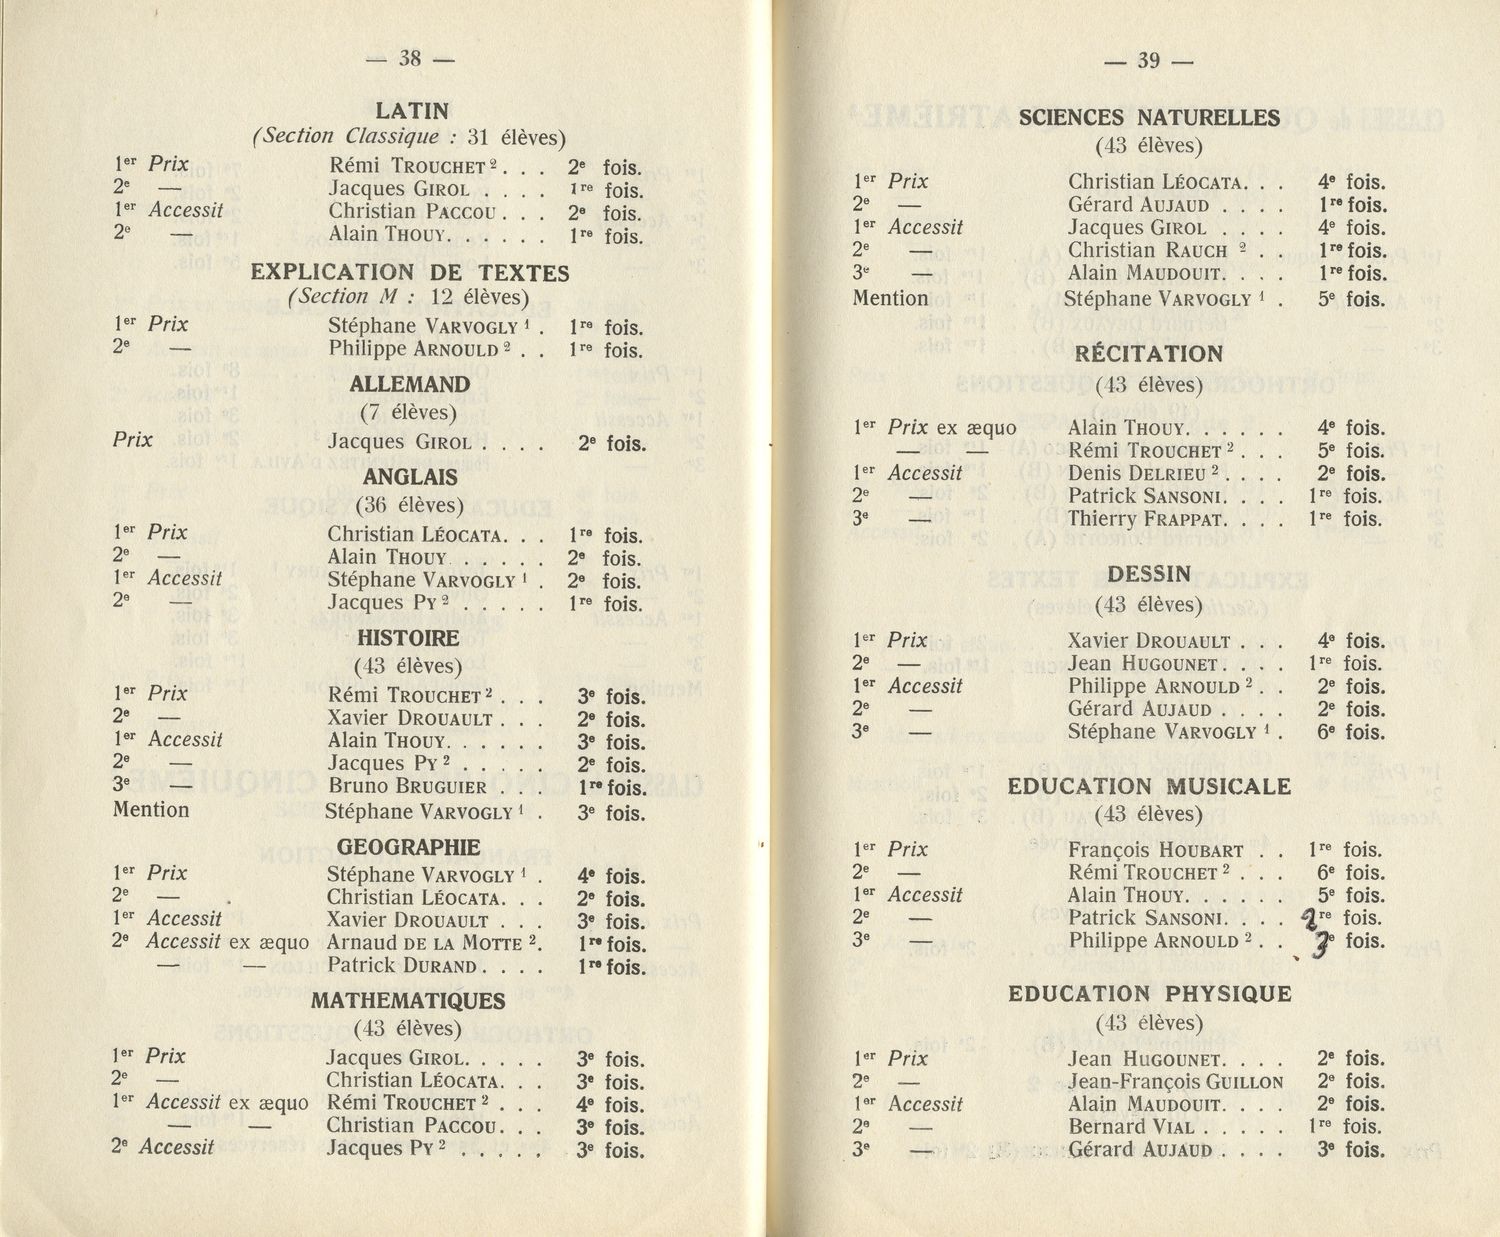 — 38 —
LATIN
(Section Classique : 31 élèves)
1er Prix Rémi TROUCHET 2 . . . 2e fois.
2e — Jacques GIROL . . . . 1re fois.
1er Accessit Christian PACCOU . . . 2e fois.
2e — Alain THOUY. . . . . . 1re fois.
EXPLICATION DE TEXTES
(Section M : 12 élèves)
1er Prix Stéphane VARVOGLY 1 . 1re fois.
2e — Philippe ARNOULD 2 . . 1re fois.
ALLEMAND
(7 élèves)
Prix Jacques GIROL . . . . 2e fois.
ANGLAIS
(36 élèves)
1er Prix Christian LÉOCATA. . . 1re fois.
2e — Alain THOUY . . . . . . 2e fois.
1er Accessit Stéphane VARVOGLY 1 . 2e fois.
2e — Jacques PY 2 . . . . . 1re fois.
HISTOIRE
(43 élèves)
1er Prix Rémi TROUCHET 2 . . . 3e fois.
2e — Xavier DROUAULT . . . 2e fois.
1er Accessit Alain THOUY. . . . . . 3e fois.
2e — Jacques PY 2 . . . . . 2e fois.
3e — Bruno BRUGUIER . . . 1re fois.
Mention Stéphane VARVOGLY 1 . 3e fois.
GEOGRAPHIE
1er Prix Stéphane VARVOGLY 1 . 4e fois.
2e — Christian LÉOCATA. . . 2e fois.
1er Accessit Xavier DROUAULT . . . 3e fois.
2e Accessit ex æquo Arnaud DE LA MOTTE 2. 1re fois.
— — Patrick DURAND . . . . 1re fois.
MATHEMATIQUES
(43 élèves)
1er Prix Jacques GIROL. . . . . 3e fois.
2e — Christian LÉOCATA. . . 3e fois.
1er Accessit ex æquo Rémi TROUCHET 2 . . . 4e fois.
— — Christian PACCOU. . . 3e fois.
2e Accessit Jacques PY 2 . . . . . 3e fois.
— 39 —
SCIENCES NATURELLES
(43 élèves)
1er Prix Christian LÉOCATA. . . 4e fois.
2e — Gérard AUJAUD . . . . 1re fois.
1er Accessit Jacques GIROL . . . . 4e fois.
2e — Christian RAUCH 2 . . 1re fois.
3e — Alain MAUDOUIT. . . . 1re fois.
Mention Stéphane VARVOGLY 1 . 5e fois.
RÉCITATION
(43 élèves)
1er Prix ex æquo Alain THOUY. . . . . . 4e fois.
— — Rémi TROUCHET 2 . . . 5e fois.
1er Accessit Denis DELRIEU 2 . . . . 2e fois.
2e — Patrick SANSONI. . . . 1re fois.
3e — Thierry FRAPPAT. . . . 1re fois.
DESSIN
(43 élèves)
1er Prix Xavier DROUAULT . . . 4e fois.
2e — Jean HUGOUNET. . . . 1re fois.
1er Accessit Philippe ARNOULD 2 . . 2e fois.
2e — Gérard AUJAUD . . . . 2e fois.
3e — Stéphane VARVOGLY 1 . 6e fois.
EDUCATION MUSICALE
(43 élèves)
1er Prix François HOUBART . . 1re fois.
2e — Rémi TROUCHET 2 . . . 6e fois.
1er Accessit Alain THOUY. . . . . . 5e fois.
2e — Patrick SANSONI. . . . 2re fois.
3e — Philippe ARNOULD 2 . . 3e fois.
EDUCATION PHYSIQUE
(43 élèves)
1er Prix Jean HUGOUNET. . . . 2e fois.
2e — Jean-François GUILLON 2e fois.
1er Accessit Alain MAUDOUIT. . . . 2e fois.
2e — Bernard VIAL . . . . . 1re fois.
3e — Gérard AUJAUD . . . . 3e fois.